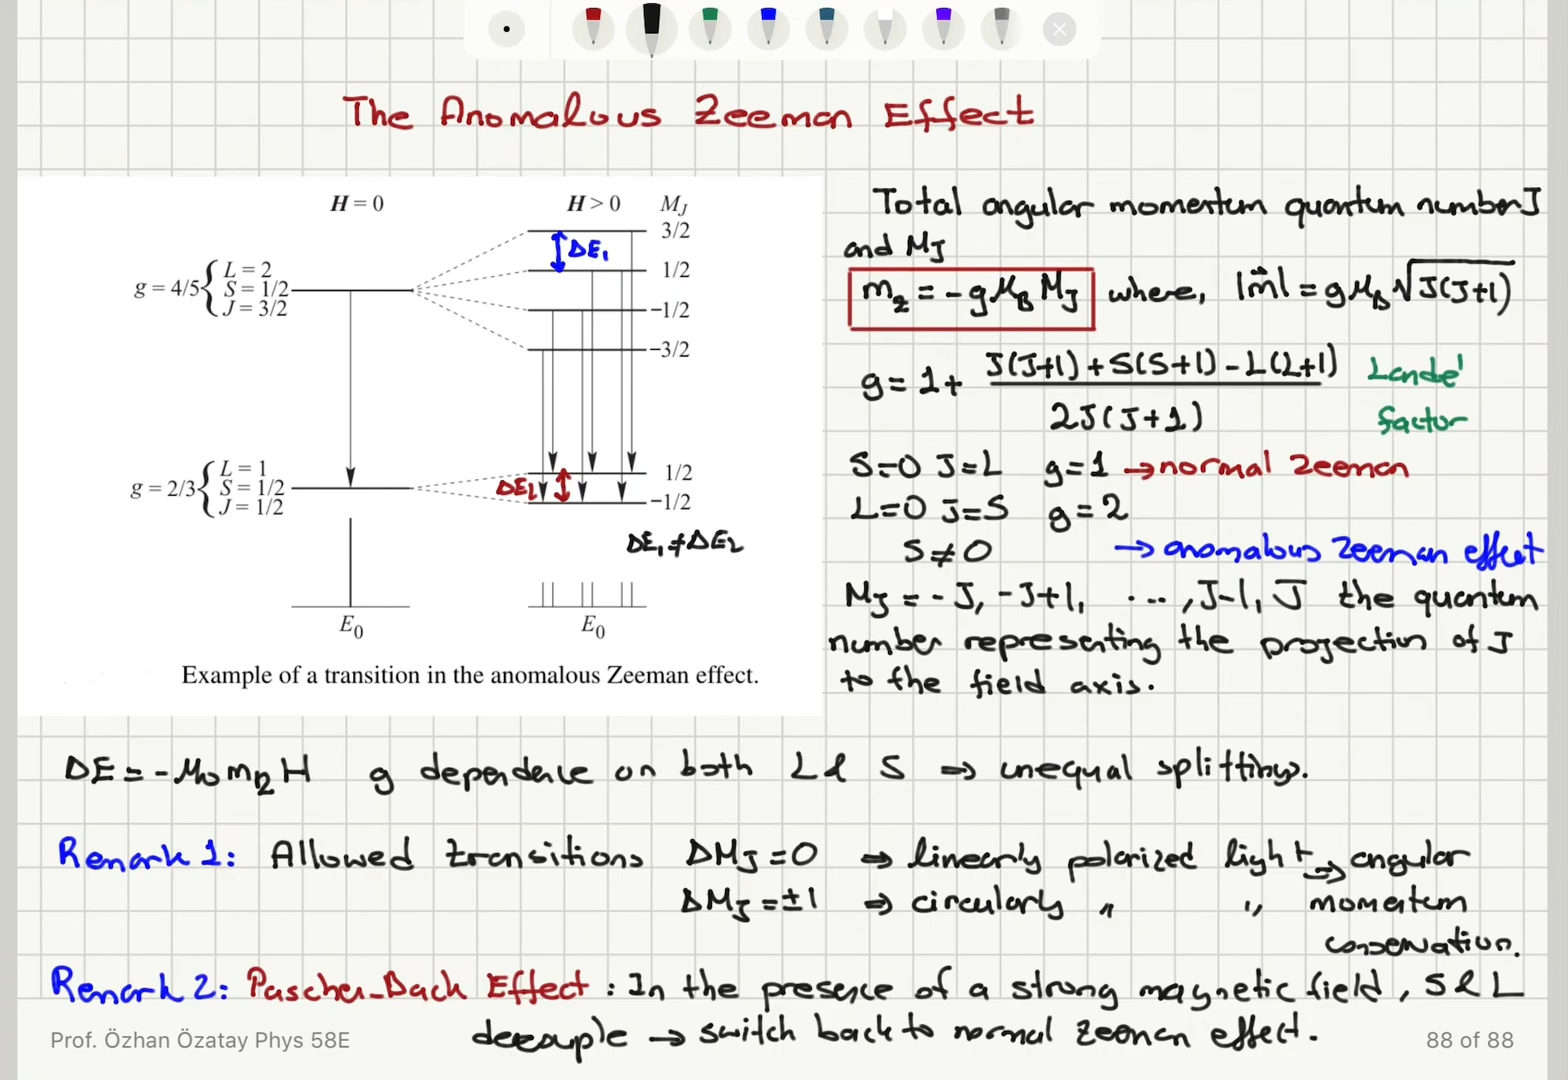 The Anomalous Zeeman Effect
H = 0
H > 0 M_J
3/2
ΔE₁
1/2
-1/2
-3/2
g = 4/5 { L = 2
S = 1/2
J = 3/2
g = 2/3 { L = 1
S = 1/2
J = 1/2
1/2
ΔE₂
-1/2
ΔE₁ ≠ ΔE₂
E₀
E₀
Example of a transition in the anomalous Zeeman effect.
Total angular momentum quantum number J
and M_J
m_z = -gμ_B M_J where, |m⃗| = gμ_B √J(J+1)
g = 1 + J(J+1) + S(S+1) - L(L+1) / 2J(J+1) Lande'
factor
S=0 J=L g=1 → normal Zeeman
L=0 J=S g=2
S≠0 → anomalous Zeeman effect
M_J = -J, -J+1, ..., J-1, J the quantum
number representing the projection of J
to the field axis.
ΔE = -μ₀ m_z H g dependence on both L & S ⇒ unequal splittings.
Remark 1: Allowed transitions ΔM_J = 0 ⇒ linearly polarized light → angular
ΔM_J = ±1 ⇒ circularly " " momentum
conservation.
Remark 2: Paschen-Back Effect : In the presence of a strong magnetic field, S & L
decouple → switch back to normal Zeeman effect.
Prof. Özhan Özatay Phys 58E
88 of 88